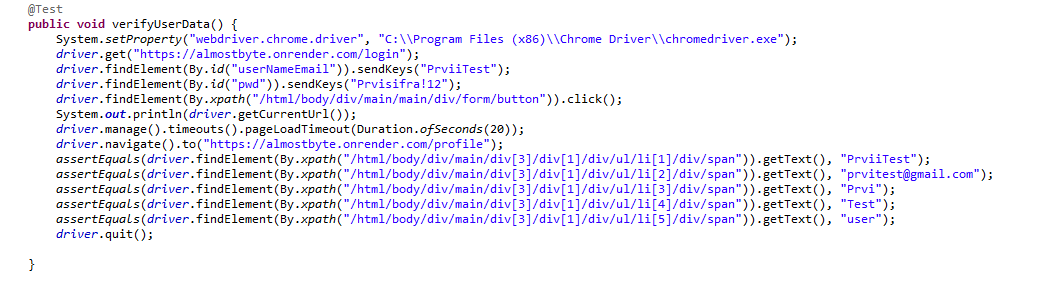 @Test
public void verifyUserData() {
System.setProperty("webdriver.chrome.driver", "C:\\Program Files (x86)\\Chrome Driver\\chromedriver.exe");
driver.get("https://almostbyte.onrender.com/login");
driver.findElement(By.id("userNameEmail")).sendKeys("PrviiTest");
driver.findElement(By.id("pwd")).sendKeys("Prvisifra!12");
driver.findElement(By.xpath("/html/body/div/main/main/div/form/button")).click();
System.out.println(driver.getCurrentUrl());
driver.manage().timeouts().pageLoadTimeout(Duration.ofSeconds(20));
driver.navigate().to("https://almostbyte.onrender.com/profile");
assertEquals(driver.findElement(By.xpath("/html/body/div/main/div[3]/div[1]/div/ul/li[1]/div/span")).getText(), "PrviiTest");
assertEquals(driver.findElement(By.xpath("/html/body/div/main/div[3]/div[1]/div/ul/li[2]/div/span")).getText(), "prvitest@gmail.com");
assertEquals(driver.findElement(By.xpath("/html/body/div/main/div[3]/div[1]/div/ul/li[3]/div/span")).getText(), "Prvi");
assertEquals(driver.findElement(By.xpath("/html/body/div/main/div[3]/div[1]/div/ul/li[4]/div/span")).getText(), "Test");
assertEquals(driver.findElement(By.xpath("/html/body/div/main/div[3]/div[1]/div/ul/li[5]/div/span")).getText(), "user");
driver.quit();
}